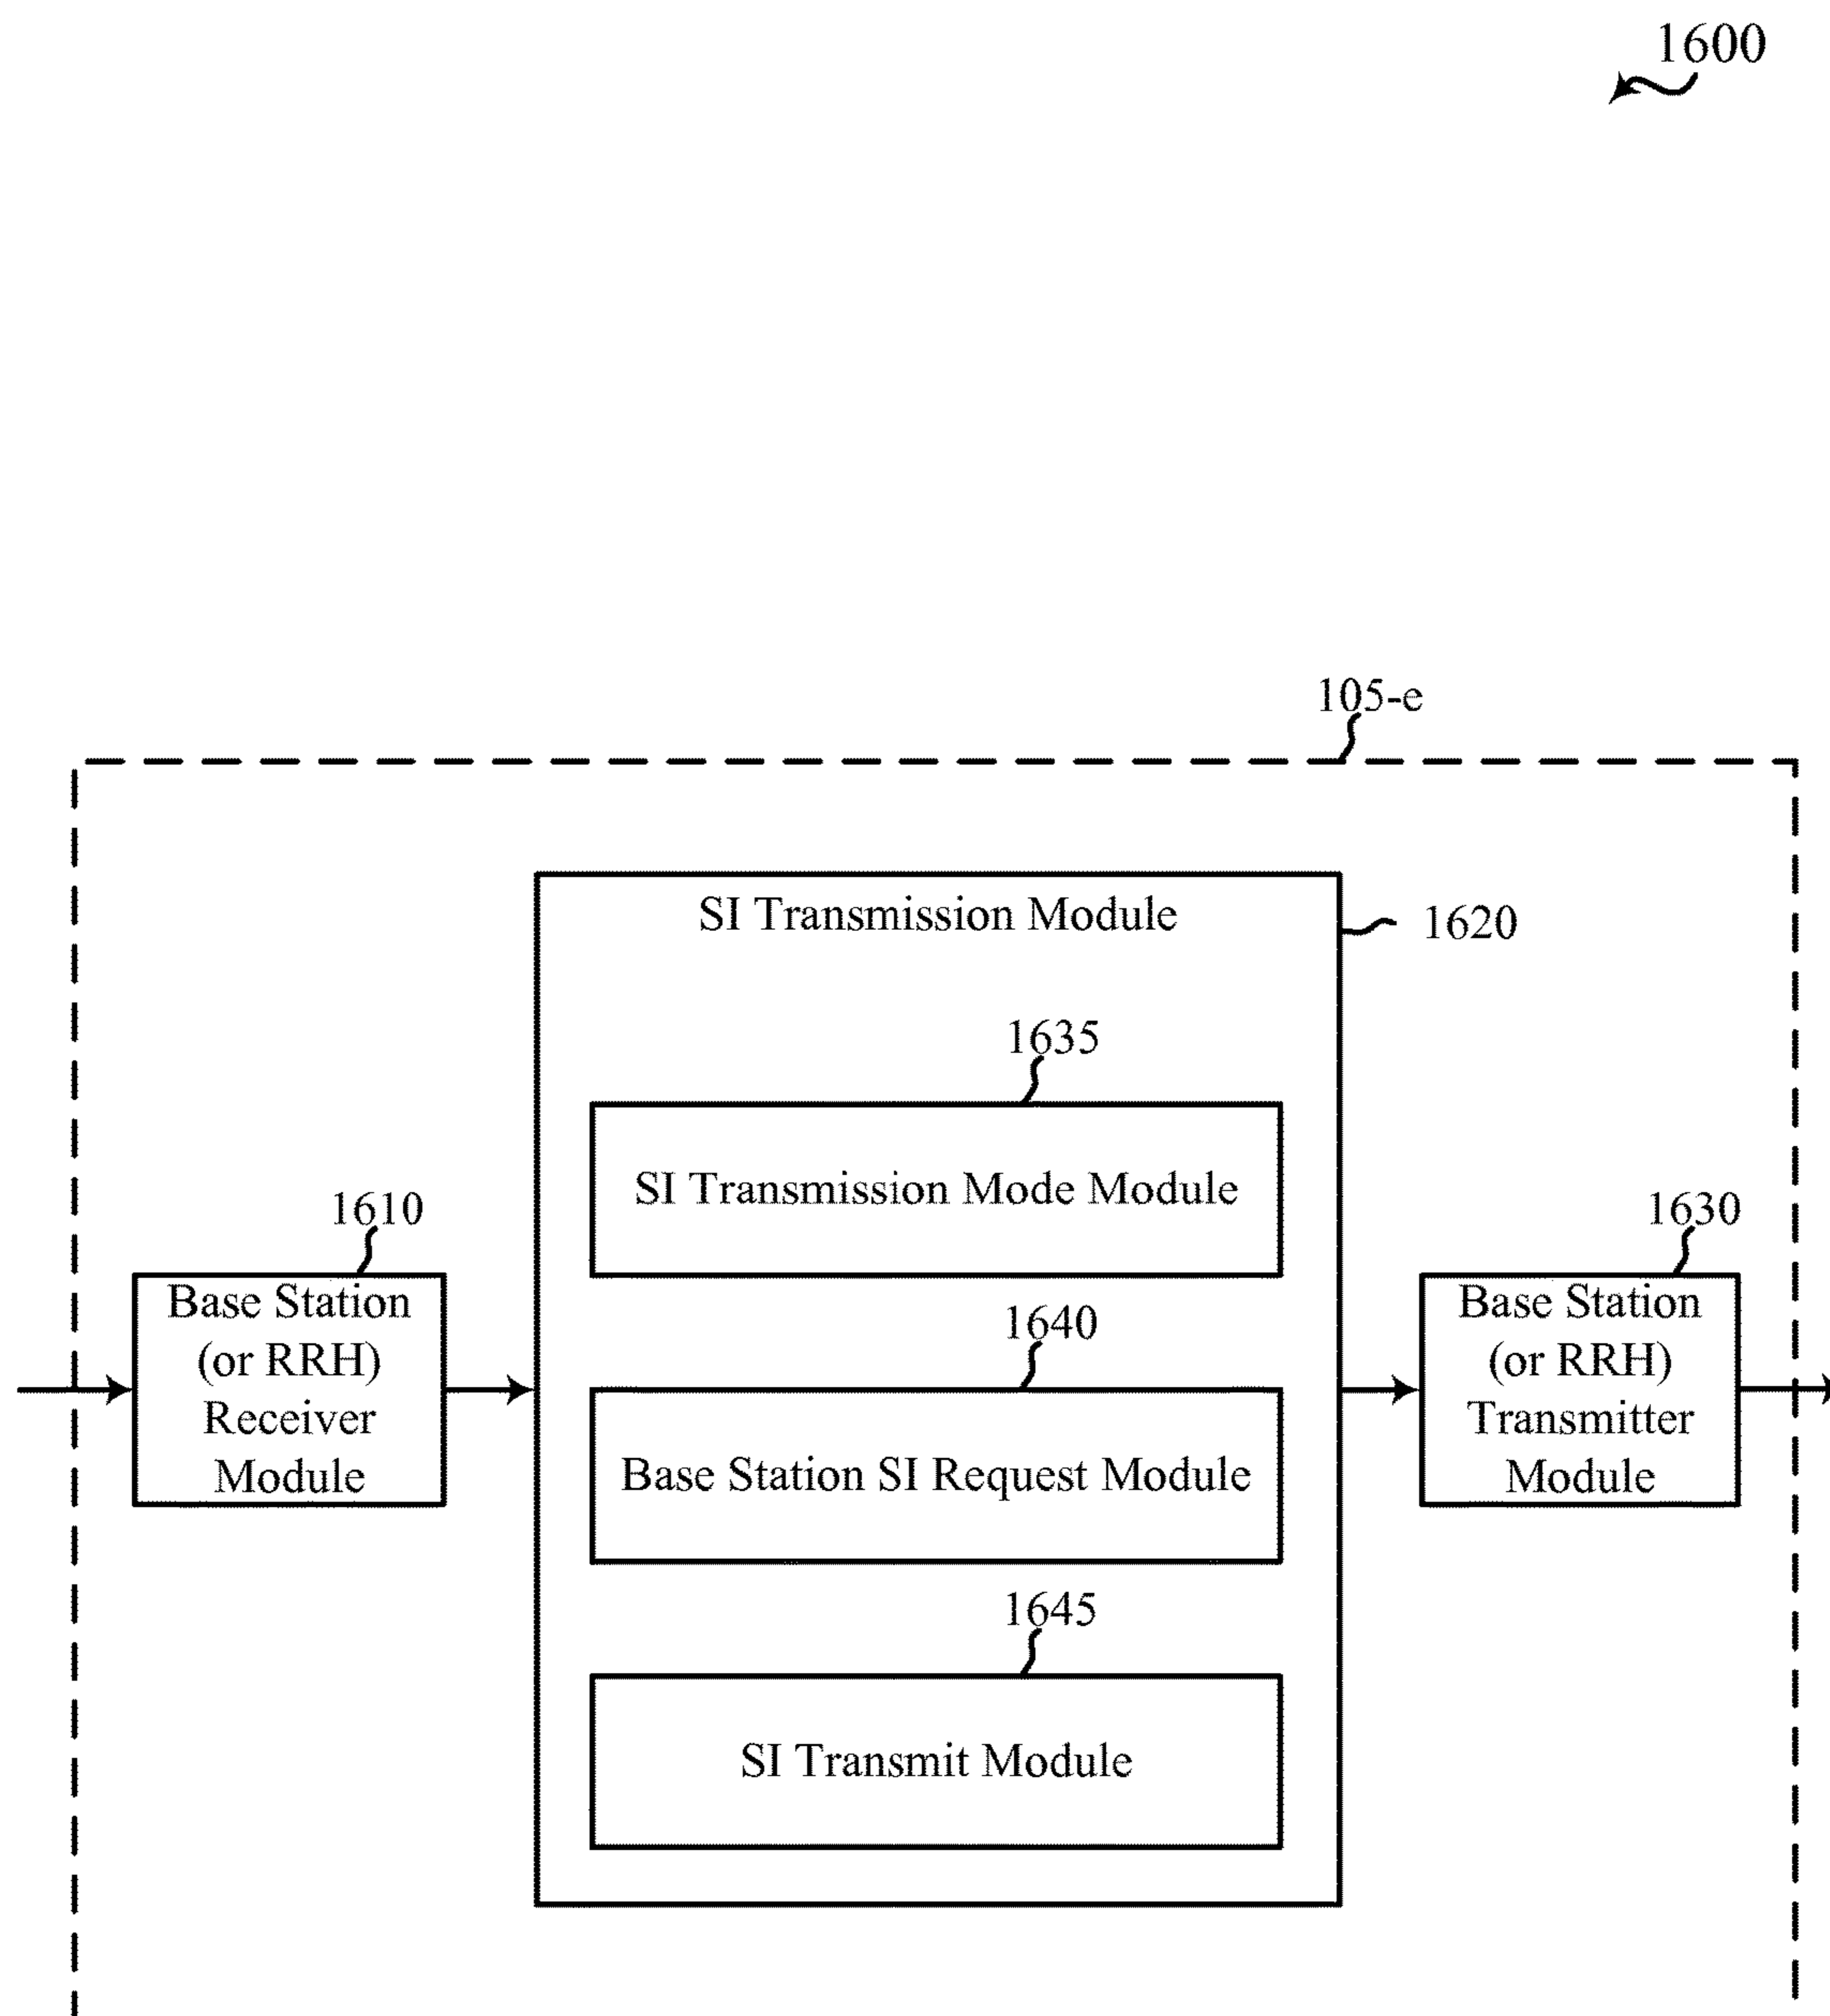 1600
105-e
SI Transmission Module
1620
1635
SI Transmission Mode Module
1610
Base Station
(or RRH)
Receiver
Module
1640
Base Station SI Request Module
1630
Base Station
(or RRH)
Transmitter
Module
1645
SI Transmit Module